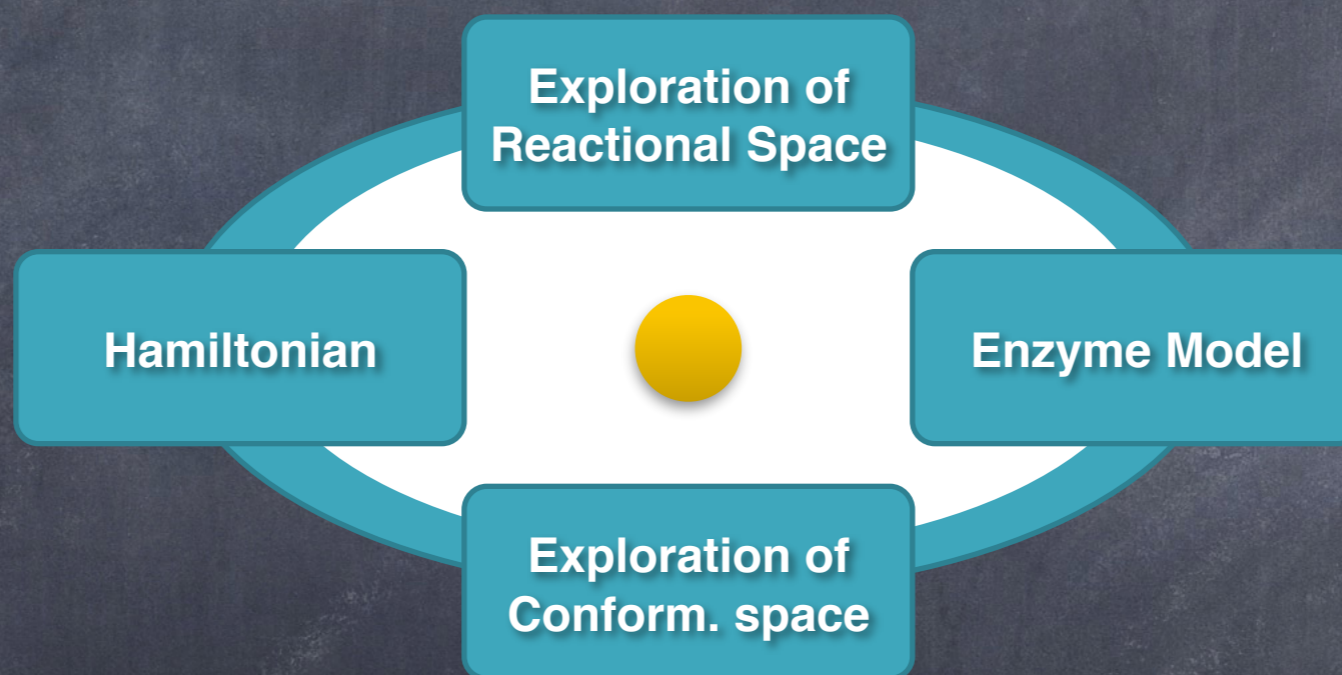 Exploration of
Reactional Space
Hamiltonian
Enzyme Model
Exploration of
Conform. space